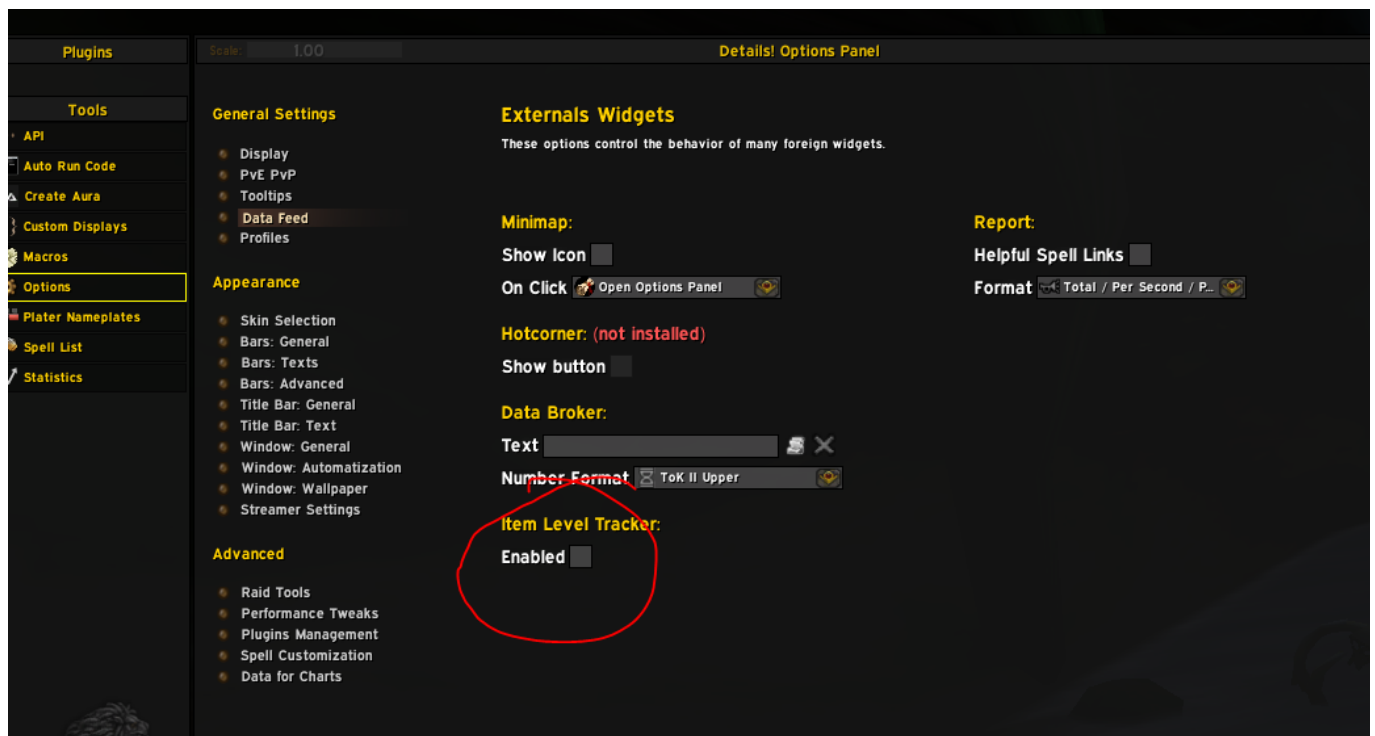 Plugins
Scale: 1.00
Details! Options Panel
Tools
API
Auto Run Code
Create Aura
Custom Displays
Macros
Options
Plater Nameplates
Spell List
Statistics
General Settings
Display
PvE PvP
Tooltips
Data Feed
Profiles
Appearance
Skin Selection
Bars: General
Bars: Texts
Bars: Advanced
Title Bar: General
Title Bar: Text
Window: General
Window: Automatization
Window: Wallpaper
Streamer Settings
Advanced
Raid Tools
Performance Tweaks
Plugins Management
Spell Customization
Data for Charts
Externals Widgets
These options control the behavior of many foreign widgets.
Minimap:
Show Icon
On Click Open Options Panel
Hotcorner: (not installed)
Show button
Data Broker:
Text
Number Format ToK II Upper
Item Level Tracker:
Enabled
Report:
Helpful Spell Links
Format Total / Per Second / P...